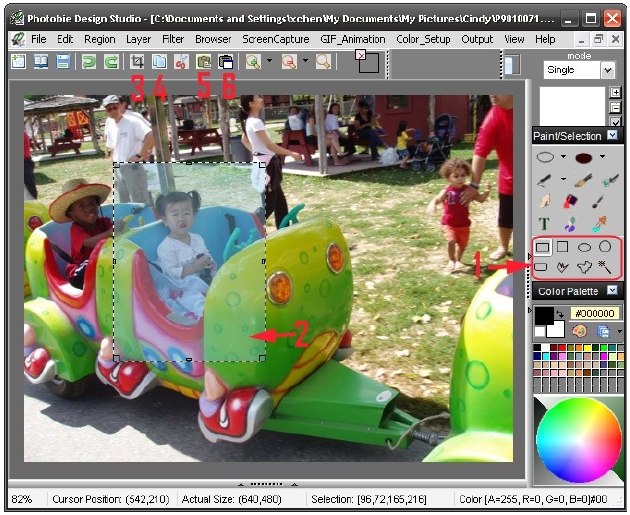 Photobie Design Studio - [C:\Documents and Settings\xchen\My Documents\My Pictures\Cindy\P9010071....
File Edit Region Layer Filter Browser ScreenCapture GIF_Animation Color_Setup Output View Help
mode
Single
3 4 5 6
Paint/Selection
T
1
2
Color Palette
#000000
82% Cursor Position: (542,210) Actual Size: (640,480) Selection: [96,72,165,216] Color [A=255, R=0, G=0, B=0]#00